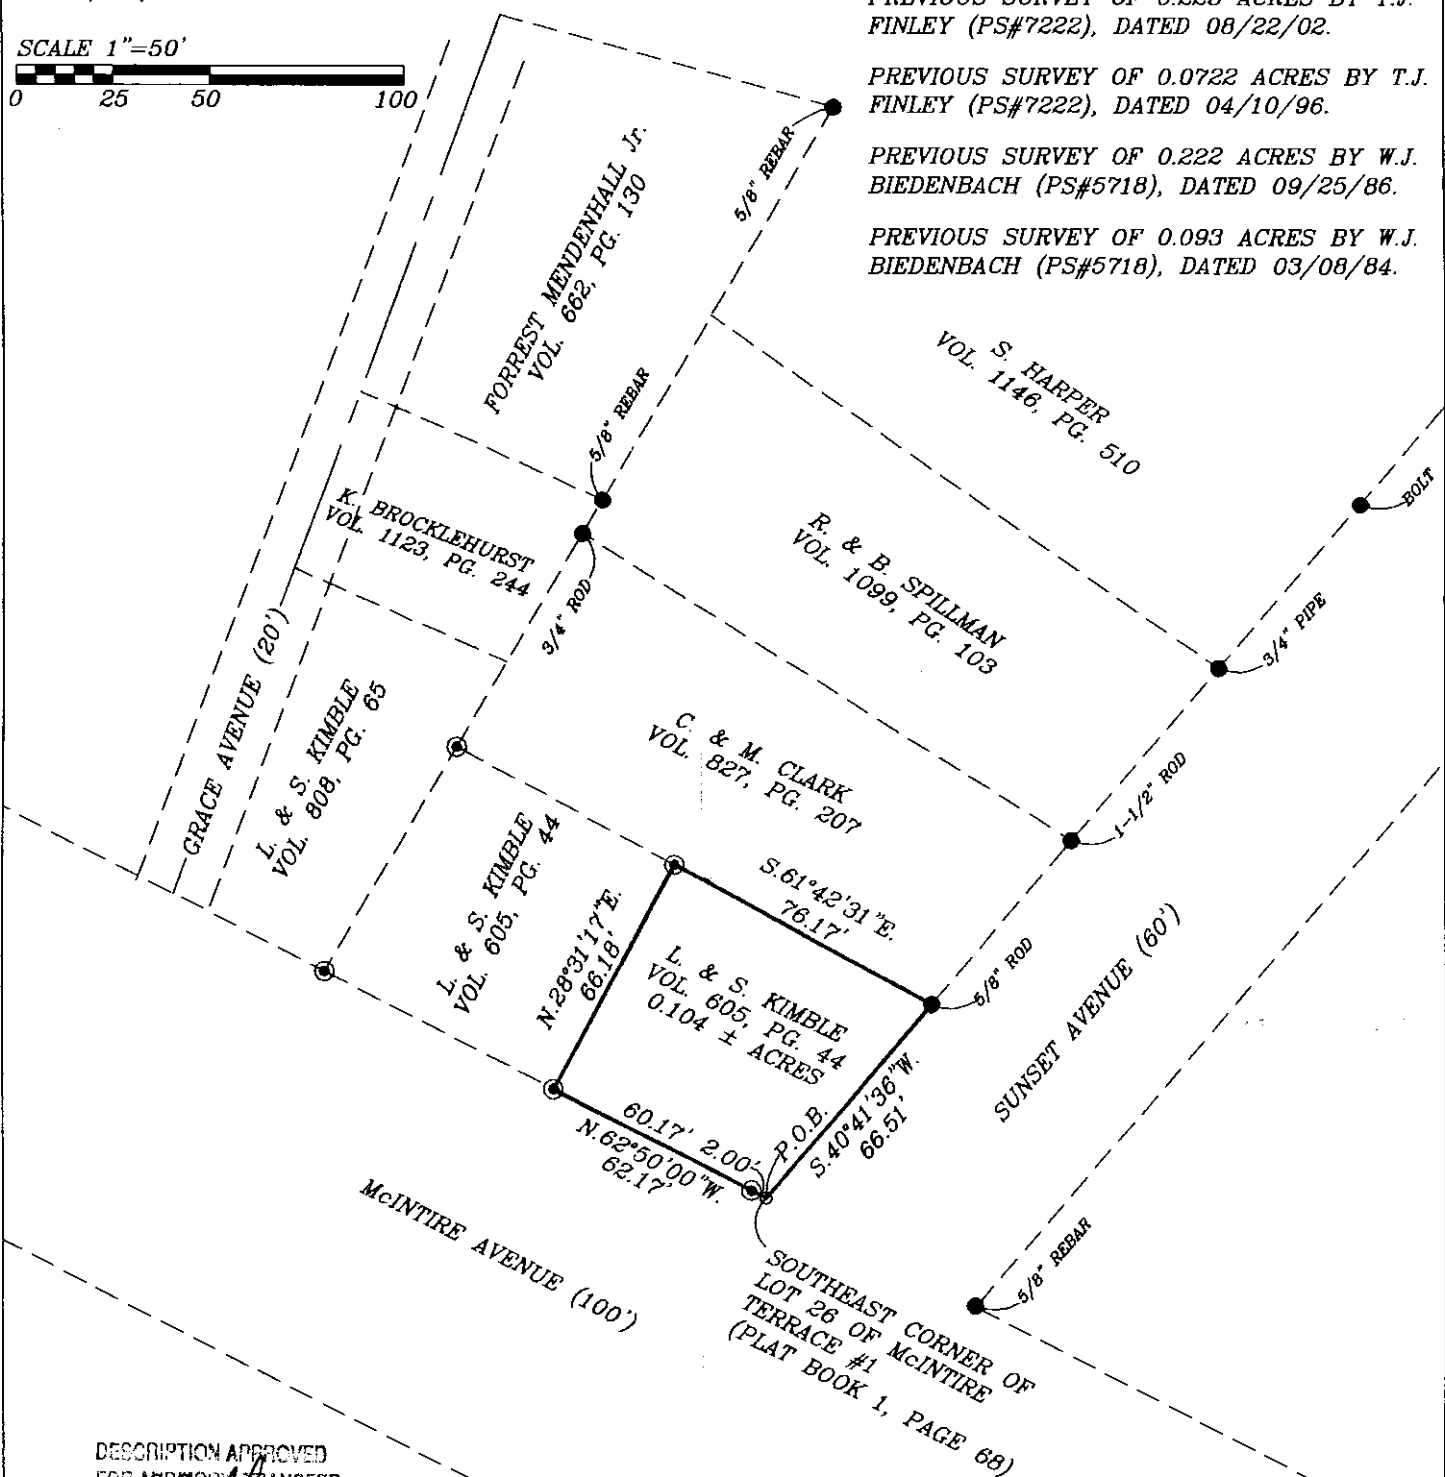 PREVIOUS SURVEY OF 0.223 ACRES BY T.J.
FINLEY (PS#7222), DATED 08/22/02.
PREVIOUS SURVEY OF 0.0722 ACRES BY T.J.
FINLEY (PS#7222), DATED 04/10/96.
PREVIOUS SURVEY OF 0.222 ACRES BY W.J.
BIEDENBACH (PS#5718), DATED 09/25/86.
PREVIOUS SURVEY OF 0.093 ACRES BY W.J.
BIEDENBACH (PS#5718), DATED 03/08/84.
SCALE 1"=50'
0 25 50 100
5/8" REBAR
FORREST MENDENHALL Jr.
VOL. 662, PG. 130
S. HARPER
VOL. 1146, PG. 510
5/8" REBAR
BOLT
K. BROCKLEHURST
VOL. 1123, PG. 244
R. & B. SPILLMAN
VOL. 1099, PG. 103
3/4" ROD
3/4" PIPE
GRACE AVENUE (20')
L. & S. KIMBLE
VOL. 808, PG. 65
C. & M. CLARK
VOL. 827, PG. 207
1-1/2" ROD
L. & S. KIMBLE
VOL. 605, PG. 44
N.28°31'17"E.
66.18'
S.61°42'31"E.
76.17'
L. & S. KIMBLE
VOL. 605, PG. 44
0.104 ± ACRES
5/8" ROD
SUNSET AVENUE (60')
S.40°41'36"W.
66.51'
P.O.B.
60.17' 2.00'
N.62°50'00"W.
62.17'
McINTIRE AVENUE (100')
5/8" REBAR
SOUTHEAST CORNER OF
LOT 26 OF McINTIRE
TERRACE #1
(PLAT BOOK 1, PAGE 68)
DESCRIPTION APPROVED